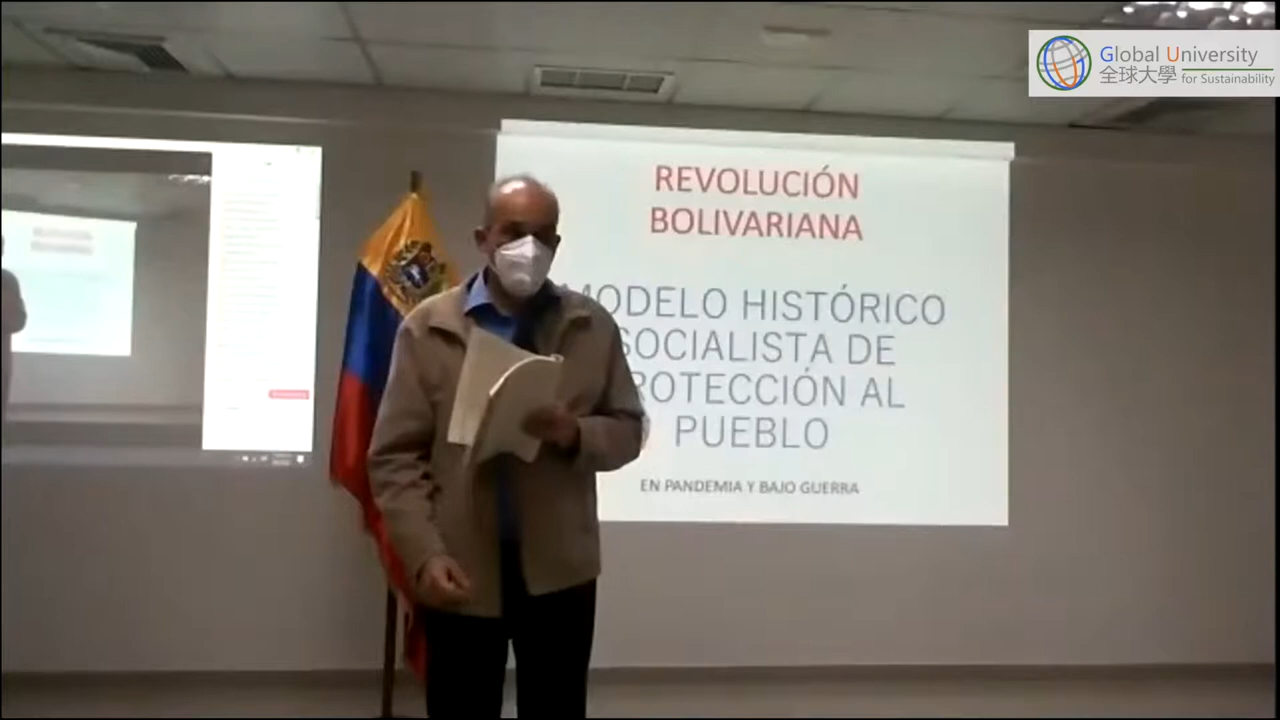 Global University
全球大學 for Sustainability
REVOLUCIÓN
BOLIVARIANA
MODELO HISTÓRICO
SOCIALISTA DE
PROTECCIÓN AL
PUEBLO
EN PANDEMIA Y BAJO GUERRA